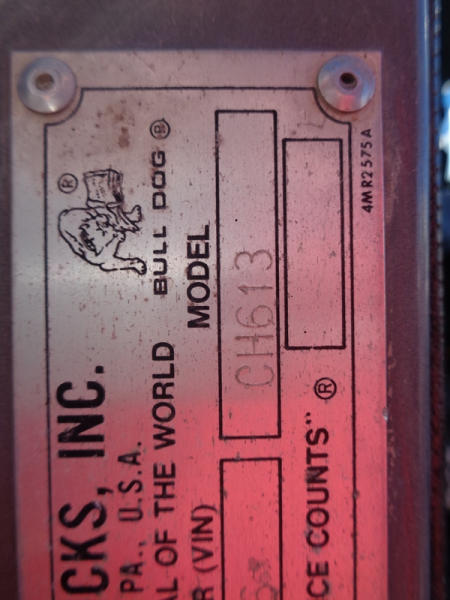 ®
CKS, INC.
PA., U.S.A.
AL OF THE WORLD
BULL DOG ®
R (VIN)
MODEL
CH613
CE COUNTS" ®
4MR2575A